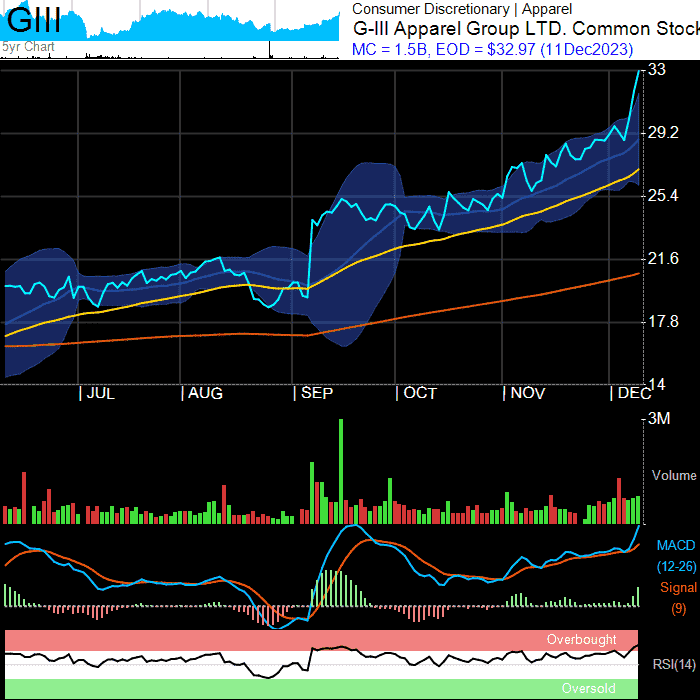 GIII
5yr Chart
Consumer Discretionary | Apparel
G-III Apparel Group LTD. Common Stock
MC = 1.5B, EOD = $32.97 (11Dec2023)
33
29.2
25.4
21.6
17.8
14
| JUL | AUG | SEP | OCT | NOV | DEC
3M
Volume
MACD
(12-26)
Signal
(9)
Overbought
RSI(14)
Oversold